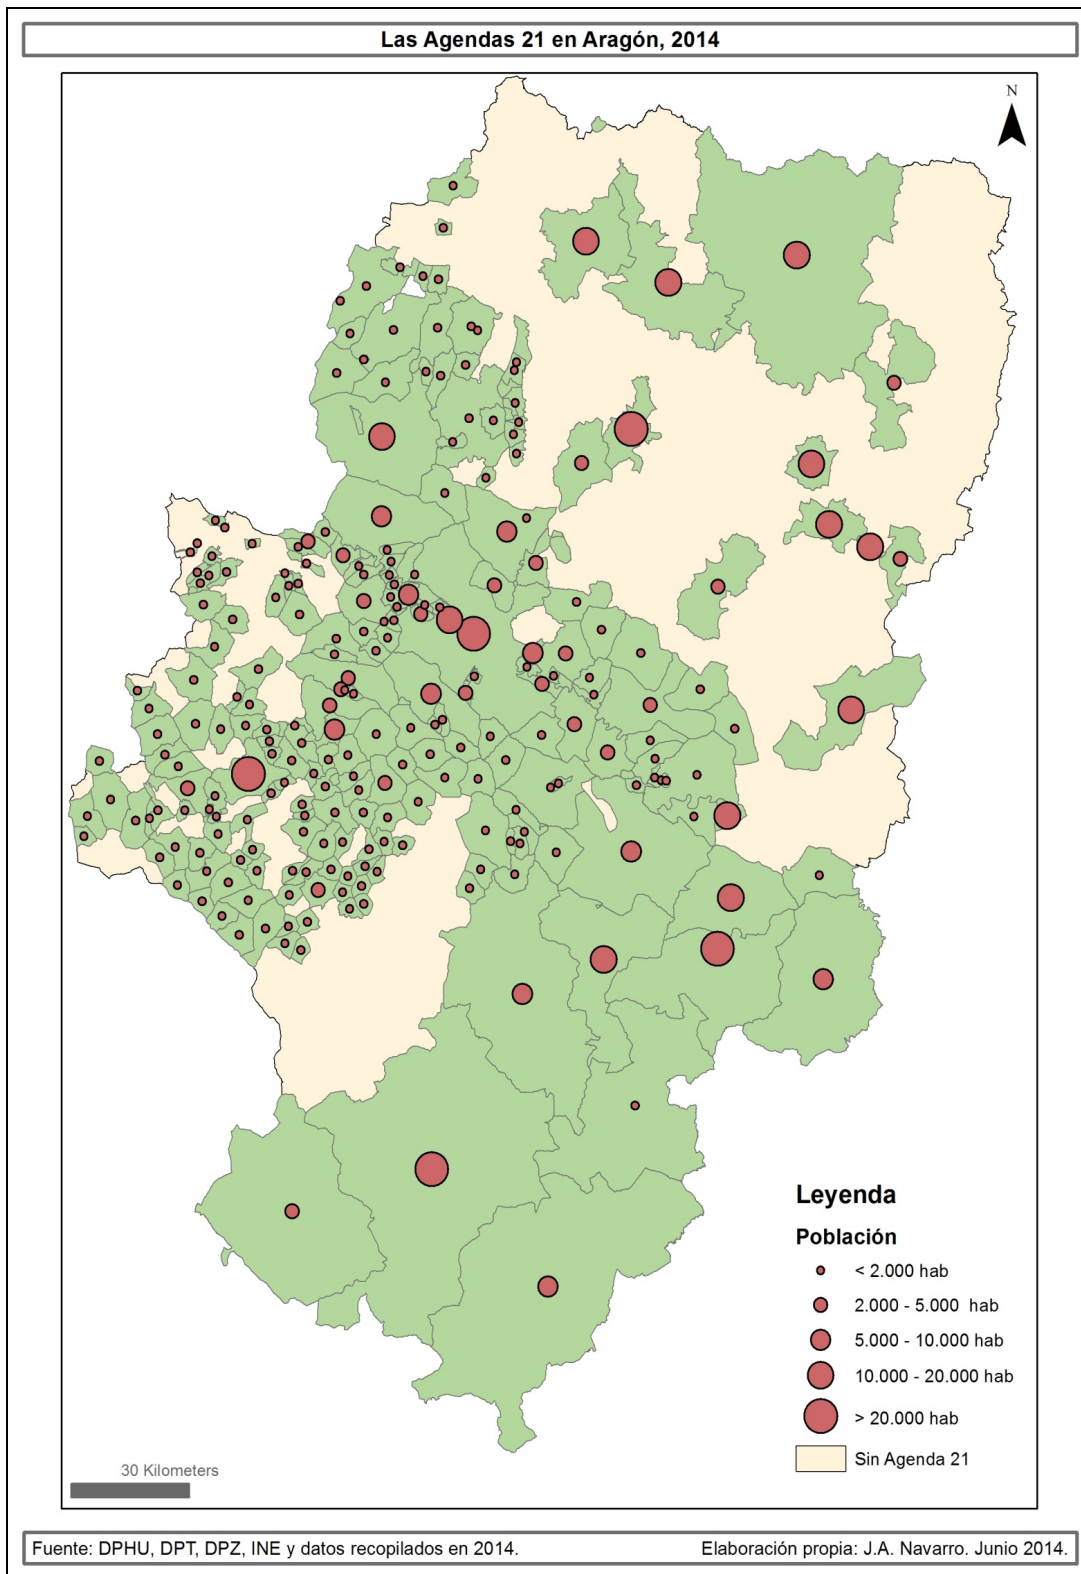 Las Agendas 21 en Aragón, 2014
N
Leyenda
Población
< 2.000 hab
2.000 - 5.000 hab
5.000 - 10.000 hab
10.000 - 20.000 hab
> 20.000 hab
Sin Agenda 21
30 Kilometers
Fuente: DPHU, DPT, DPZ, INE y datos recopilados en 2014.
Elaboración propia: J.A. Navarro. Junio 2014.